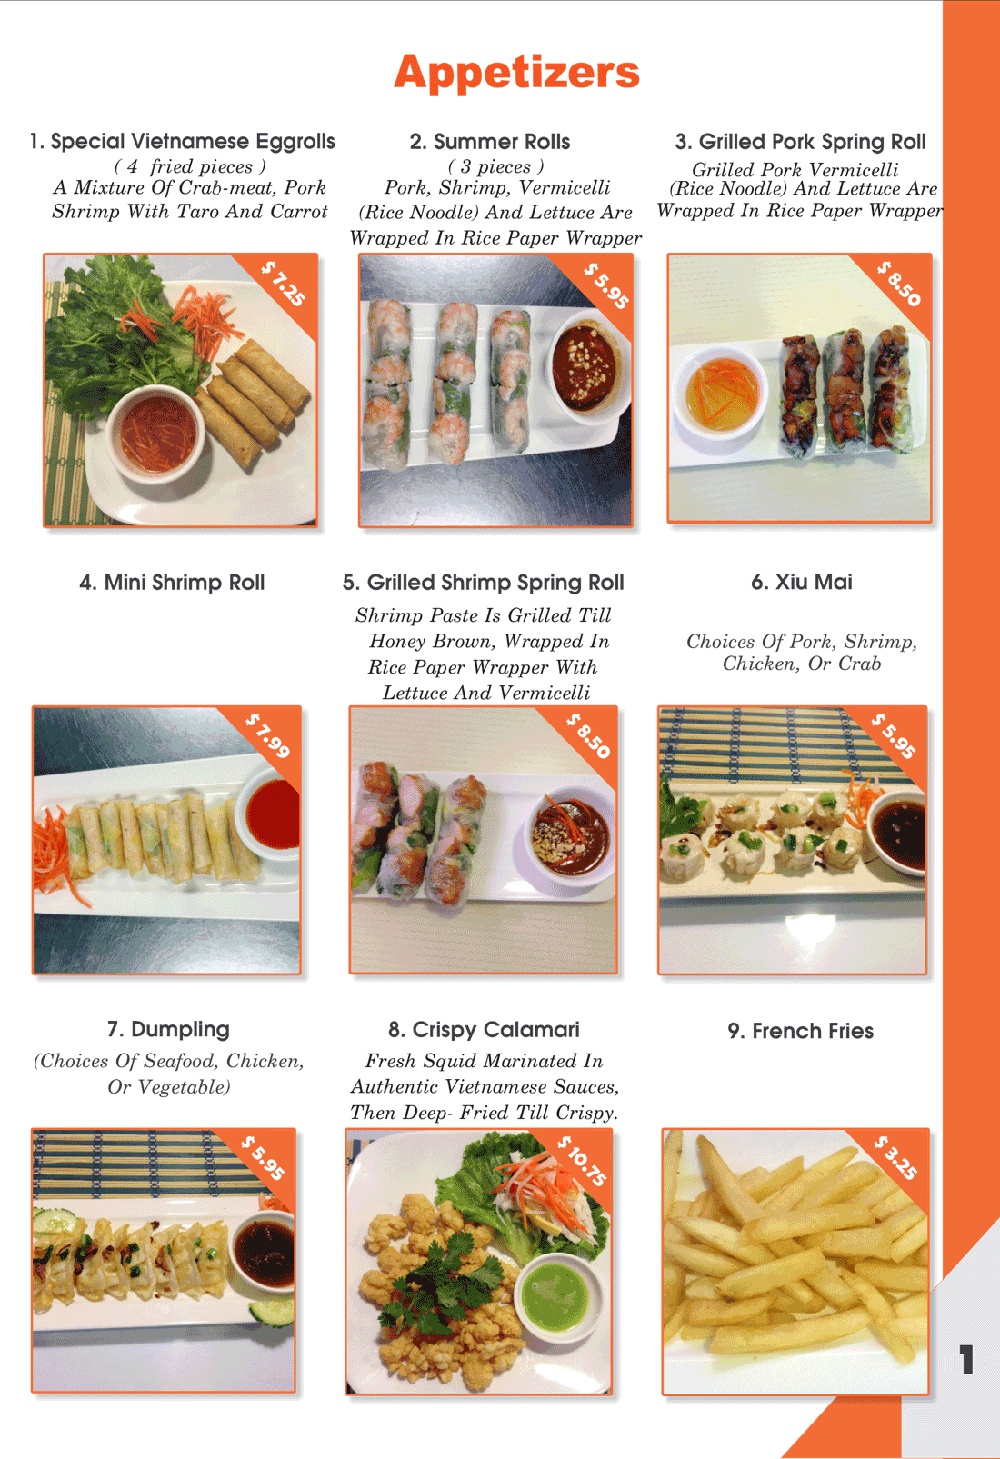 Appetizers
1. Special Vietnamese Eggrolls
( 4 fried pieces )
A Mixture Of Crab-meat, Pork
Shrimp With Taro And Carrot
$ 7.25
2. Summer Rolls
( 3 pieces )
Pork, Shrimp, Vermicelli
(Rice Noodle) And Lettuce Are
Wrapped In Rice Paper Wrapper
$ 5.95
3. Grilled Pork Spring Roll
Grilled Pork Vermicelli
(Rice Noodle) And Lettuce Are
Wrapped In Rice Paper Wrapper
$ 8.50
4. Mini Shrimp Roll
$ 7.99
5. Grilled Shrimp Spring Roll
Shrimp Paste Is Grilled Till
Honey Brown, Wrapped In
Rice Paper Wrapper With
Lettuce And Vermicelli
$ 8.50
6. Xiu Mai
Choices Of Pork, Shrimp,
Chicken, Or Crab
$ 5.95
7. Dumpling
(Choices Of Seafood, Chicken,
Or Vegetable)
$ 5.95
8. Crispy Calamari
Fresh Squid Marinated In
Authentic Vietnamese Sauces,
Then Deep- Fried Till Crispy.
$ 10.75
9. French Fries
$ 3.25
1